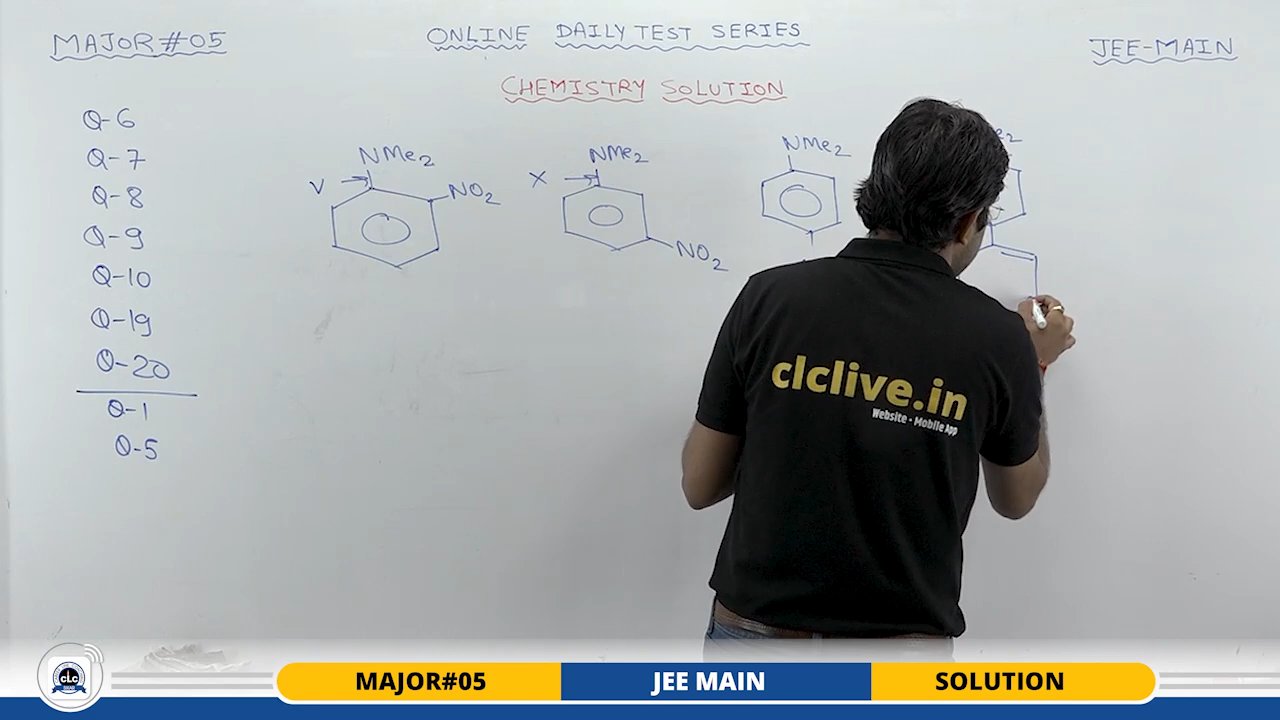 MAJOR#05
ONLINE DAILY TEST SERIES
JEE-MAIN
CHEMISTRY SOLUTION
Q-6
Q-7
Q-8
Q-9
Q-10
Q-19
Q-20
Q-1
Q-5
NMe2
NO2
NMe2
X
NO2
NMe2
clclive.in
Website • Mobile App
MAJOR#05
JEE MAIN
SOLUTION